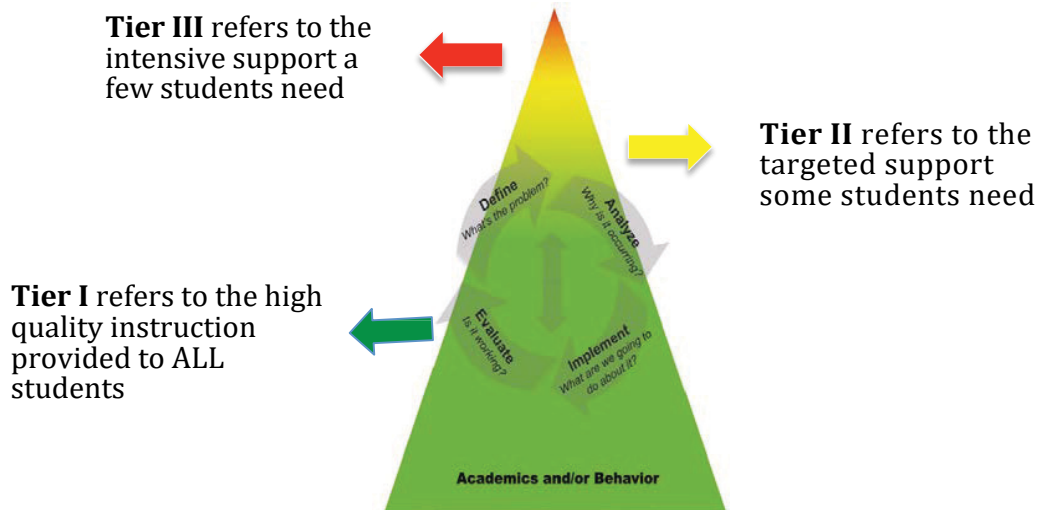 Tier III refers to the
intensive support a
few students need
Tier II refers to the
targeted support
some students need
Define
What's the problem?
Analyze
Why is it occurring?
Implement
What are we going to
do about it?
Evaluate
Is it working?
Tier I refers to the high
quality instruction
provided to ALL
students
Academics and/or Behavior